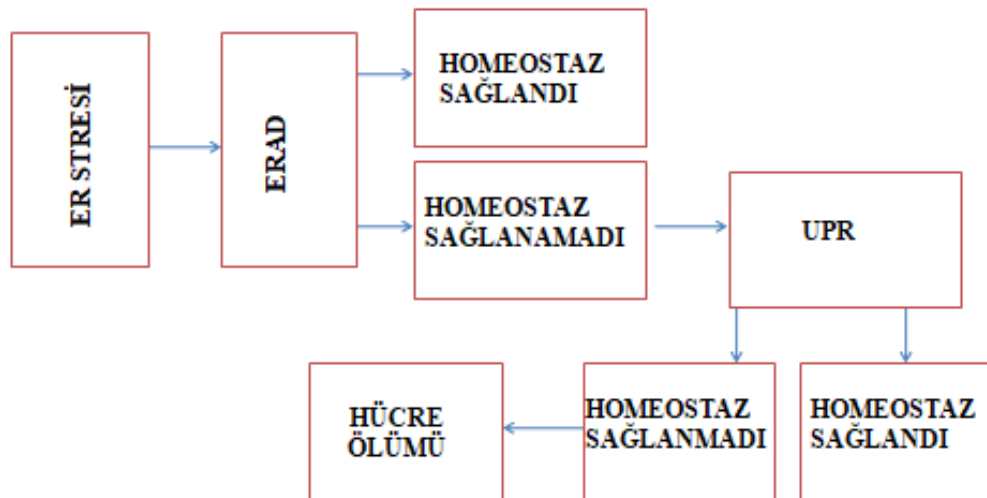 ER STRESİ
ERAD
HOMEOSTAZ
SAĞLANDI
HOMEOSTAZ
SAĞLANAMADI
UPR
HÜCRE
ÖLÜMÜ
HOMEOSTAZ
SAĞLANMADI
HOMEOSTAZ
SAĞLANDI